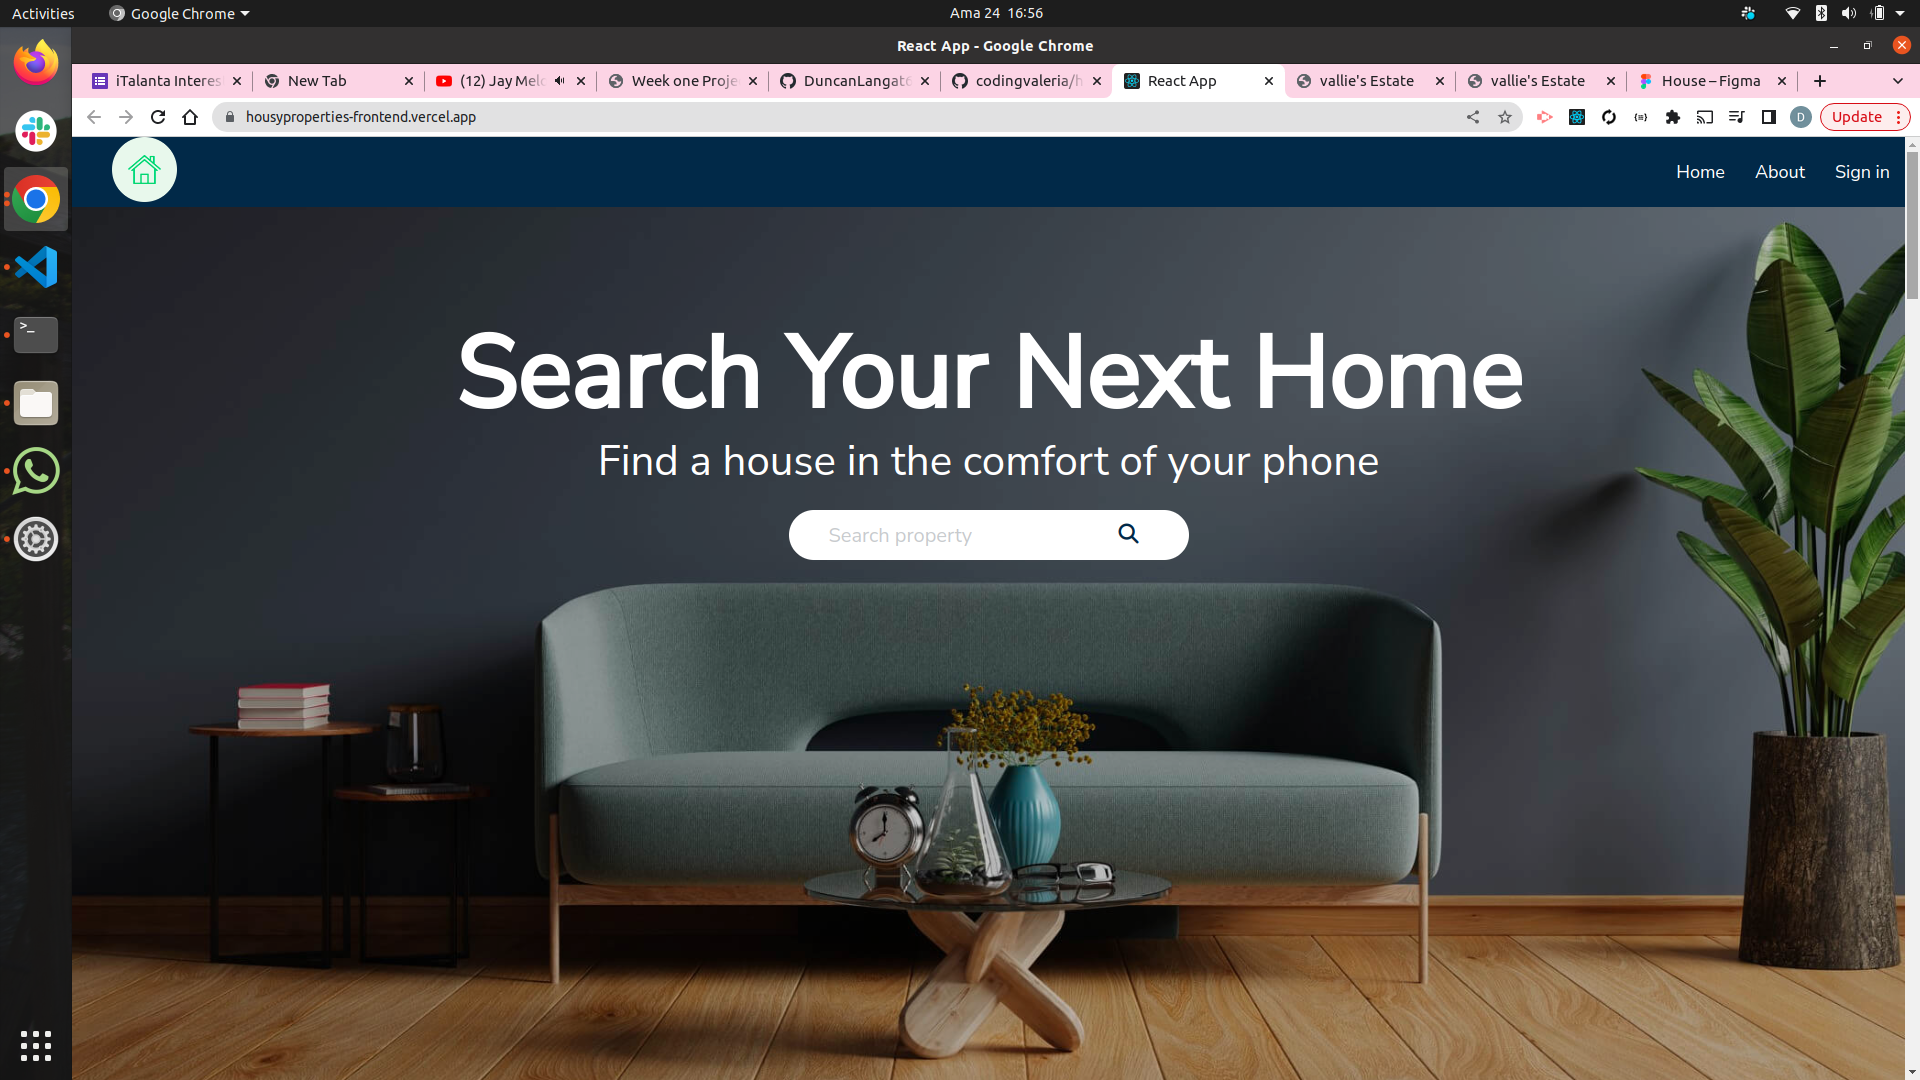 Activities
Google Chrome
Ama 24 16:56
React App - Google Chrome
iTalanta Interes
New Tab
(12) Jay Melo
Week one Proje
DuncanLangat6
codingvaleria/h
React App
vallie's Estate
vallie's Estate
House – Figma
housyproperties-frontend.vercel.app
D
Update
Home
About
Sign in
Search Your Next Home
Find a house in the comfort of your phone
Search property